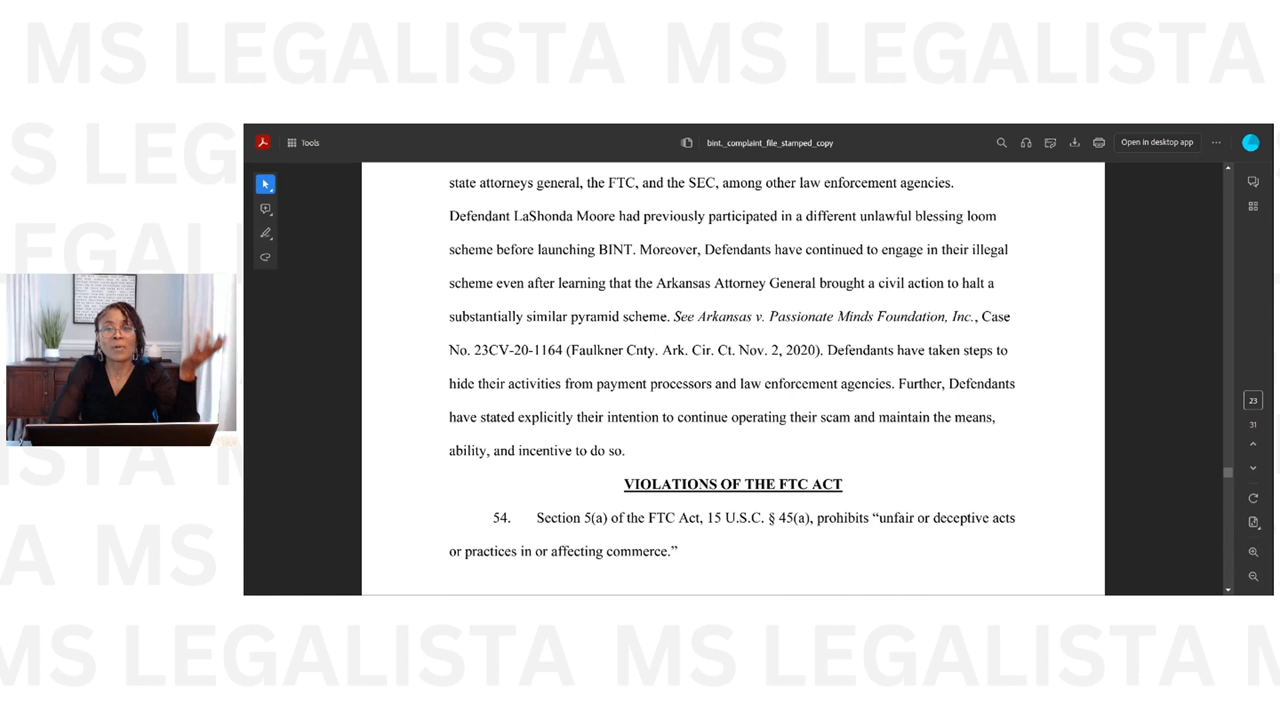 MS LEGALISTA MS LEGALISTA
S LEG
EGAL
ISTA M
A MS
MS LEGALISTA MS LEGALISTA M
Tools
bint._complaint_file_stamped_copy
Open in desktop app
state attorneys general, the FTC, and the SEC, among other law enforcement agencies.
Defendant LaShonda Moore had previously participated in a different unlawful blessing loom
scheme before launching BINT. Moreover, Defendants have continued to engage in their illegal
scheme even after learning that the Arkansas Attorney General brought a civil action to halt a
substantially similar pyramid scheme. See Arkansas v. Passionate Minds Foundation, Inc., Case
No. 23CV-20-1164 (Faulkner Cnty. Ark. Cir. Ct. Nov. 2, 2020). Defendants have taken steps to
hide their activities from payment processors and law enforcement agencies. Further, Defendants
have stated explicitly their intention to continue operating their scam and maintain the means,
ability, and incentive to do so.
VIOLATIONS OF THE FTC ACT
54. Section 5(a) of the FTC Act, 15 U.S.C. § 45(a), prohibits “unfair or deceptive acts
or practices in or affecting commerce.”
23
31